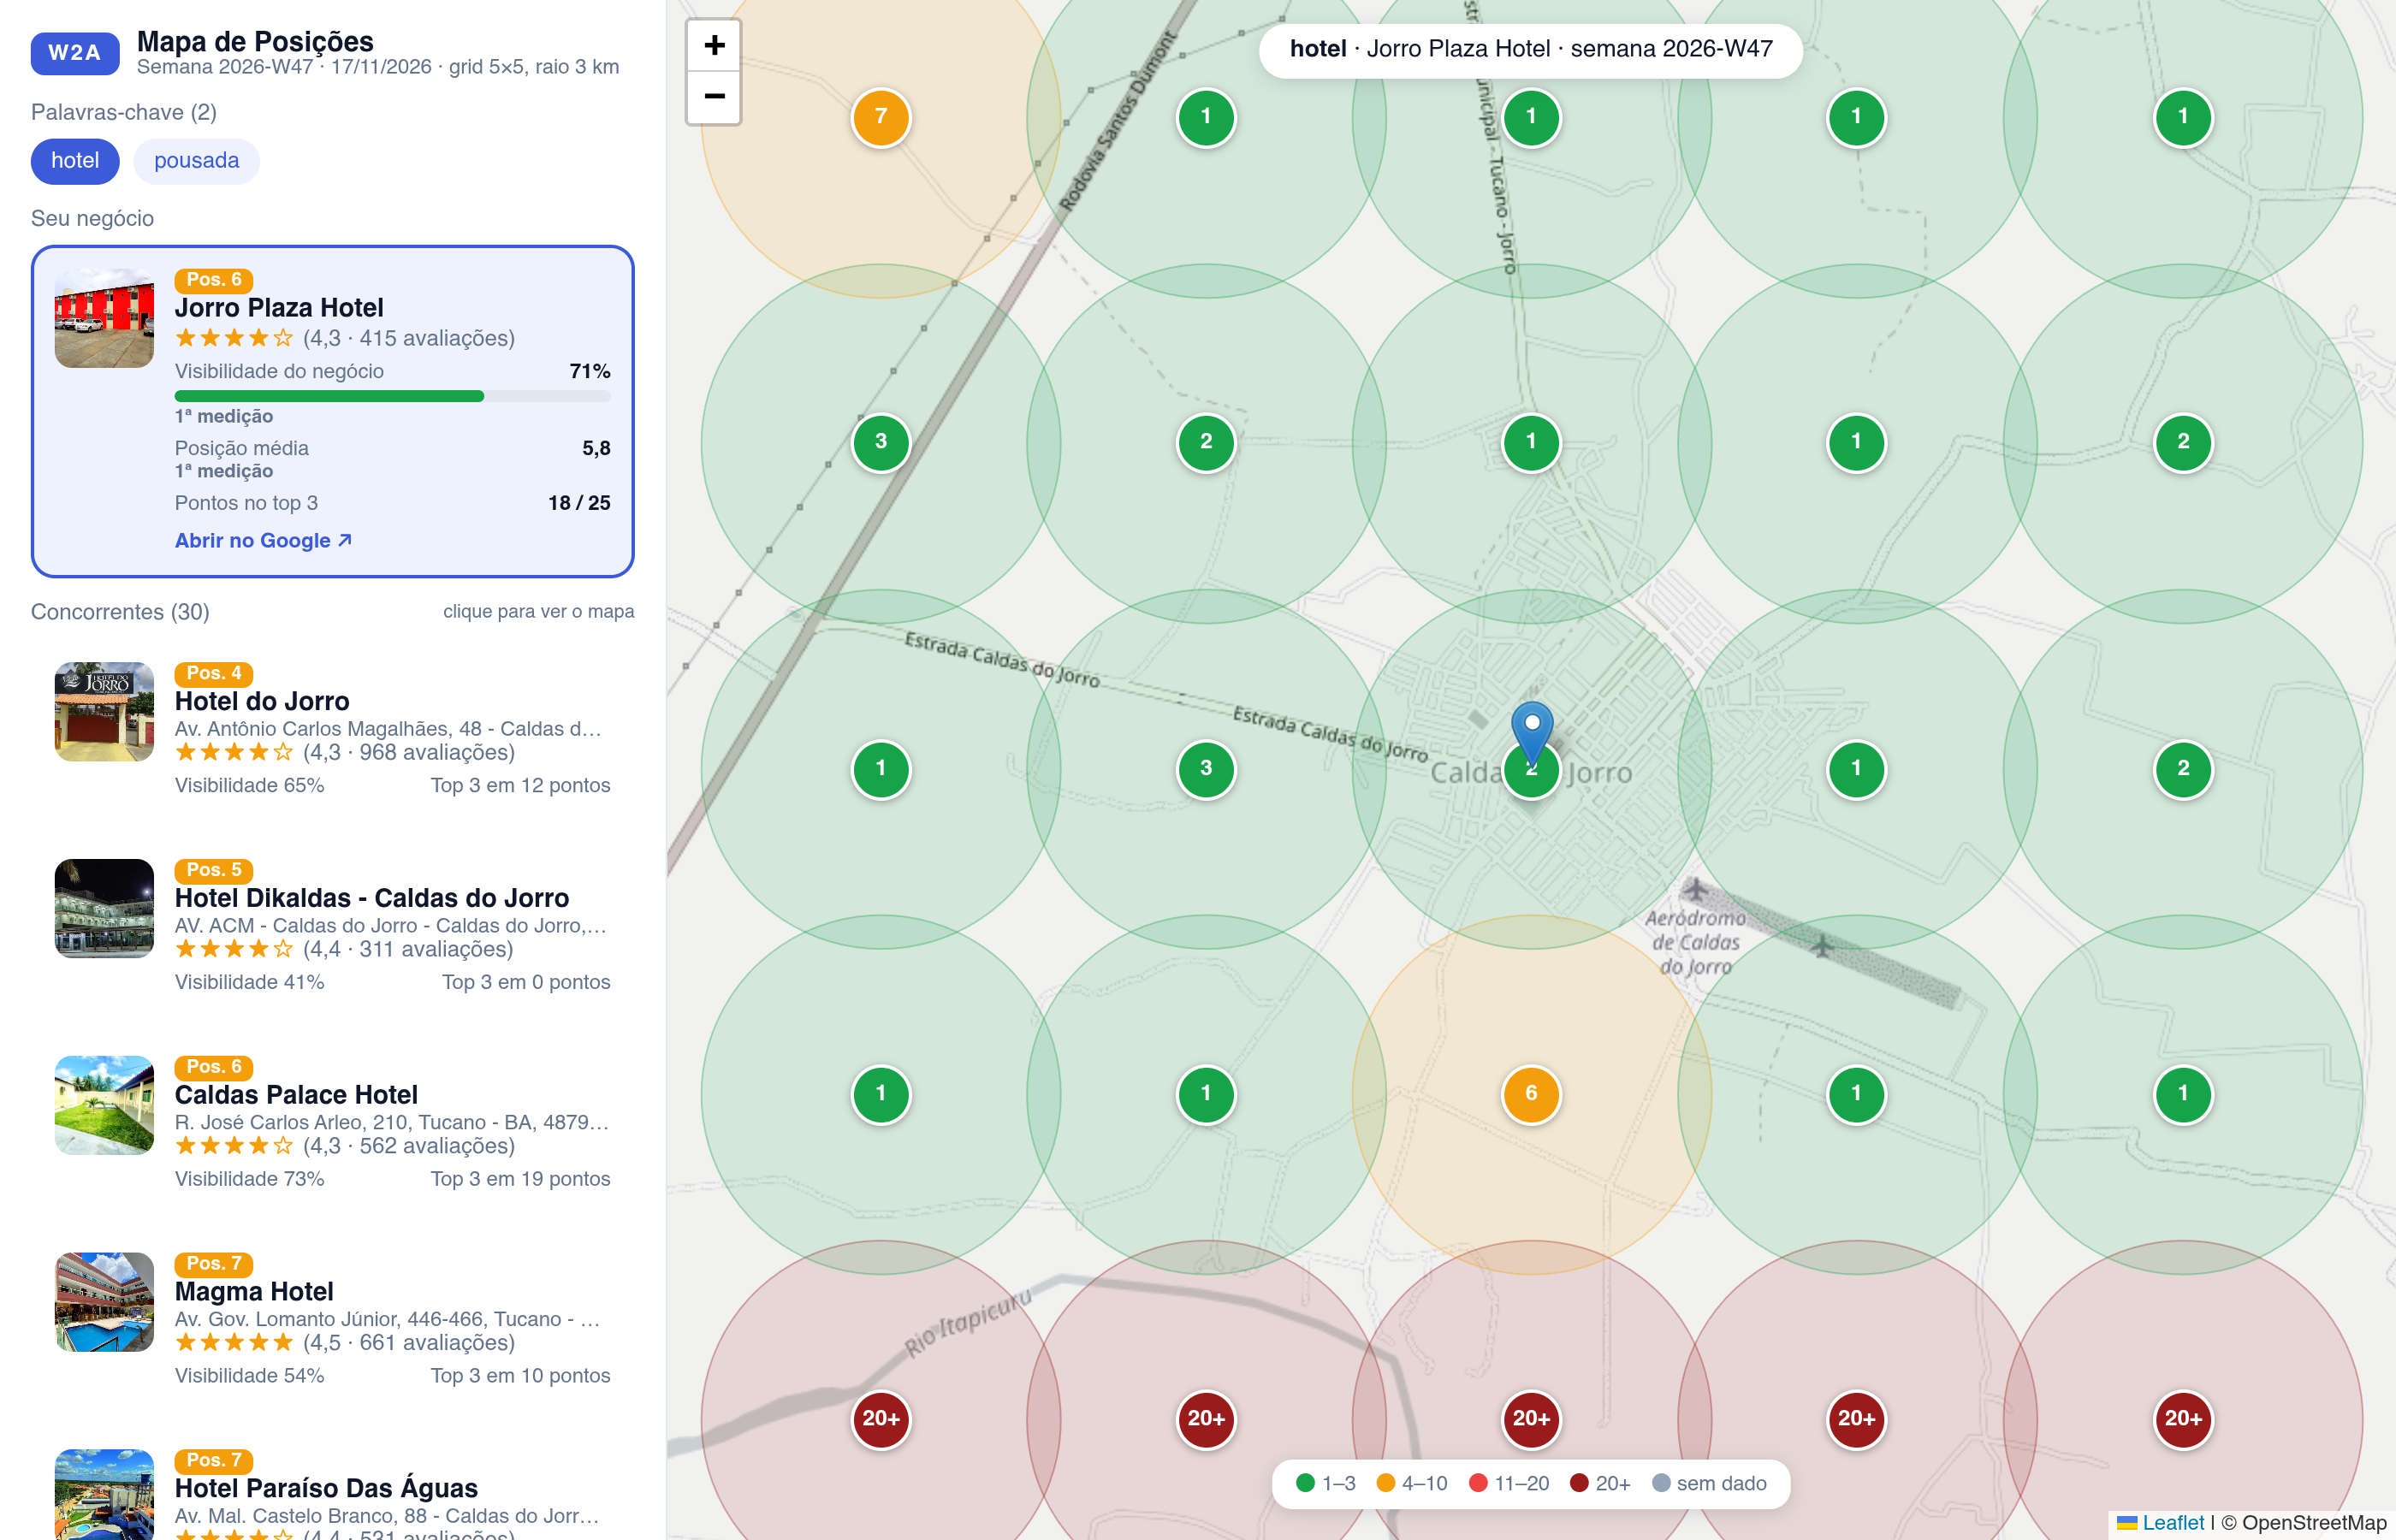 W2A
Mapa de Posições
Semana 2026-W47 · 17/11/2026 · grid 5×5, raio 3 km
Palavras-chave (2)
hotel
pousada
Seu negócio
Pos. 6
Jorro Plaza Hotel
★★★★☆ (4,3 · 415 avaliações)
Visibilidade do negócio 71%
1ª medição
Posição média 5,8
1ª medição
Pontos no top 3 18 / 25
Abrir no Google ↗
Concorrentes (30) clique para ver o mapa
JORRO
Pos. 4
Hotel do Jorro
Av. Antônio Carlos Magalhães, 48 - Caldas d…
★★★★☆ (4,3 · 968 avaliações)
Visibilidade 65% Top 3 em 12 pontos
Pos. 5
Hotel Dikaldas - Caldas do Jorro
AV. ACM - Caldas do Jorro - Caldas do Jorro,…
★★★★☆ (4,4 · 311 avaliações)
Visibilidade 41% Top 3 em 0 pontos
Pos. 6
Caldas Palace Hotel
R. José Carlos Arleo, 210, Tucano - BA, 4879…
★★★★☆ (4,3 · 562 avaliações)
Visibilidade 73% Top 3 em 19 pontos
Pos. 7
Magma Hotel
Av. Gov. Lomanto Júnior, 446-466, Tucano - …
★★★★★ (4,5 · 661 avaliações)
Visibilidade 54% Top 3 em 10 pontos
Pos. 7
Hotel Paraíso Das Águas
Av. Mal. Castelo Branco, 88 - Caldas do Jorr…
(4,4 · 531 avaliações)
+
−
hotel · Jorro Plaza Hotel · semana 2026-W47
Rodovia Santos Dumont
unicipal - Tucano - Jorro
7 1 1 1 1
3 2 1 1 2
Estrada Caldas do Jorro
Estrada Caldas do Jorro
1 3 2 1 2
Calda Jorro
Aeródromo
de Caldas
do Jorro
1 1 6 1 1
Rio Itapicuru
20+ 20+ 20+ 20+ 20+
1–3 4–10 11–20 20+ sem dado
Leaflet | © OpenStreetMap